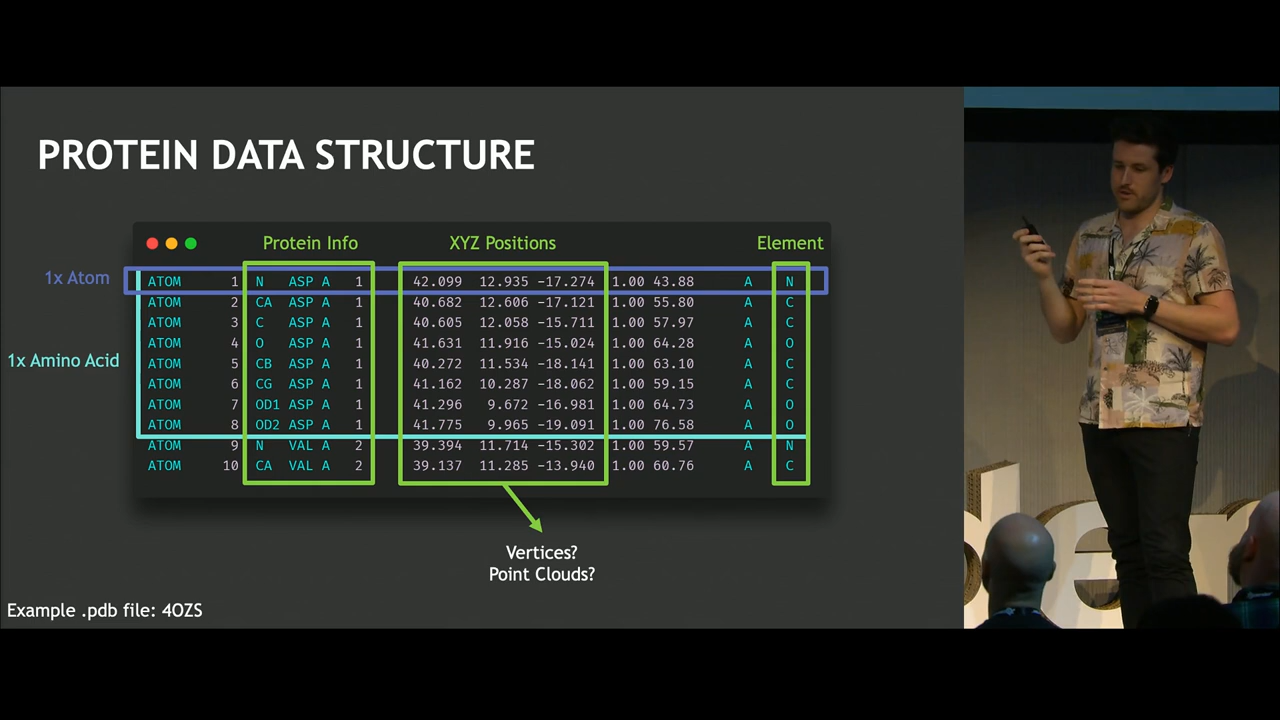 PROTEIN DATA STRUCTURE
Protein Info XYZ Positions Element
1x Atom
ATOM 1 N ASP A 1 42.099 12.935 -17.274 1.00 43.88 A N
ATOM 2 CA ASP A 1 40.682 12.606 -17.121 1.00 55.80 A C
ATOM 3 C ASP A 1 40.605 12.058 -15.711 1.00 57.97 A C
ATOM 4 O ASP A 1 41.631 11.916 -15.024 1.00 64.28 A O
1x Amino Acid
ATOM 5 CB ASP A 1 40.272 11.534 -18.141 1.00 63.10 A C
ATOM 6 CG ASP A 1 41.162 10.287 -18.062 1.00 59.15 A C
ATOM 7 OD1 ASP A 1 41.296 9.672 -16.981 1.00 64.73 A O
ATOM 8 OD2 ASP A 1 41.775 9.965 -19.091 1.00 76.58 A O
ATOM 9 N VAL A 2 39.394 11.714 -15.302 1.00 59.57 A N
ATOM 10 CA VAL A 2 39.137 11.285 -13.940 1.00 60.76 A C
Vertices?
Point Clouds?
Example .pdb file: 4OZS